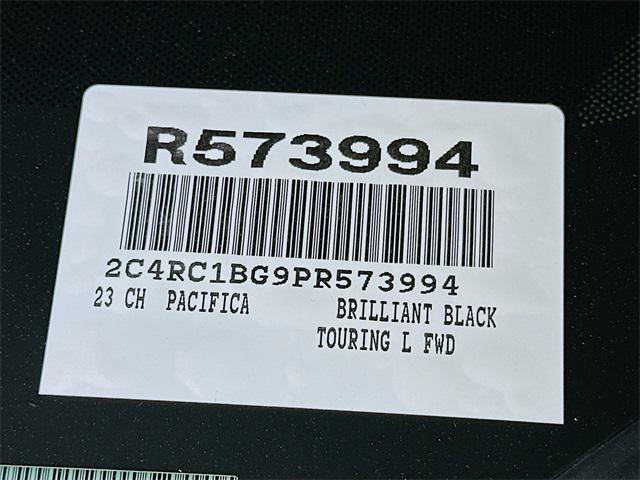 R573994
2C4RC1BG9PR573994
23 CH PACIFICA BRILLIANT BLACK
TOURING L FWD